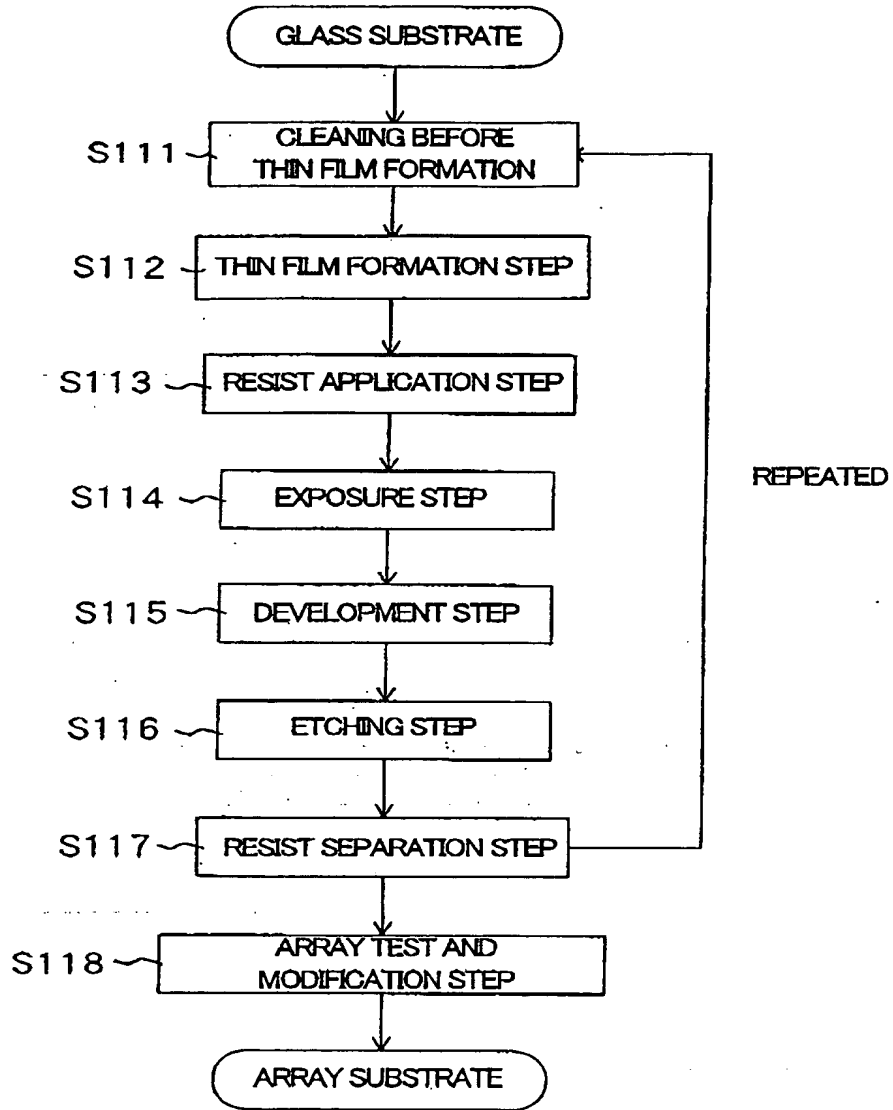 GLASS SUBSTRATE
S111
CLEANING BEFORE
THIN FILM FORMATION
S112
THIN FILM FORMATION STEP
S113
RESIST APPLICATION STEP
S114
EXPOSURE STEP
REPEATED
S115
DEVELOPMENT STEP
S116
ETCHING STEP
S117
RESIST SEPARATION STEP
S118
ARRAY TEST AND
MODIFICATION STEP
ARRAY SUBSTRATE